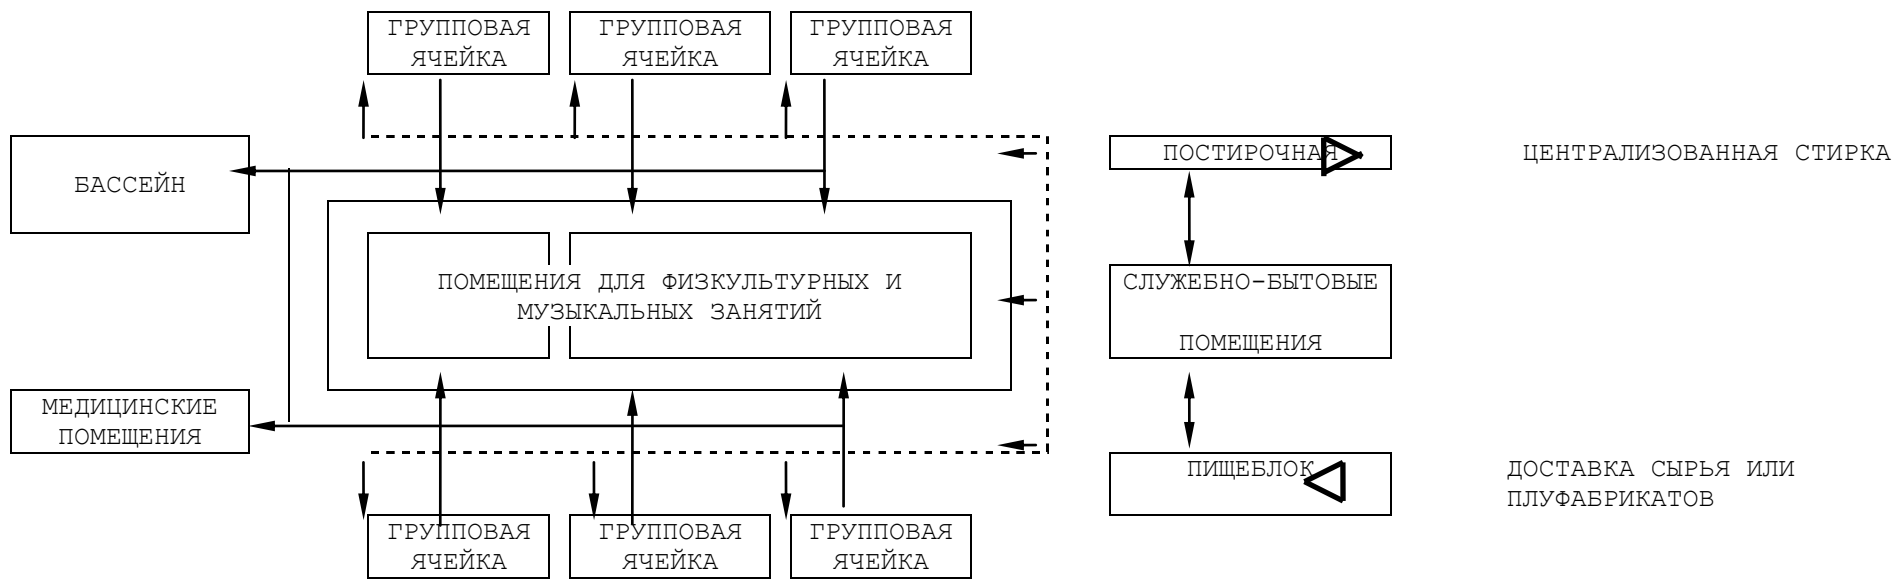 ГРУППОВАЯ
ЯЧЕЙКА
ГРУППОВАЯ
ЯЧЕЙКА
ГРУППОВАЯ
ЯЧЕЙКА
ПОСТИРОЧНАЯ
ЦЕНТРАЛИЗОВАННАЯ СТИРКА
БАССЕЙН
ПОМЕЩЕНИЯ ДЛЯ ФИЗКУЛЬТУРНЫХ И
МУЗЫКАЛЬНЫХ ЗАНЯТИЙ
СЛУЖЕБНО-БЫТОВЫЕ
ПОМЕЩЕНИЯ
МЕДИЦИНСКИЕ
ПОМЕЩЕНИЯ
ПИЩЕБЛОК
ДОСТАВКА СЫРЬЯ ИЛИ
ПЛУФАБРИКАТОВ
ГРУППОВАЯ
ЯЧЕЙКА
ГРУППОВАЯ
ЯЧЕЙКА
ГРУППОВАЯ
ЯЧЕЙКА